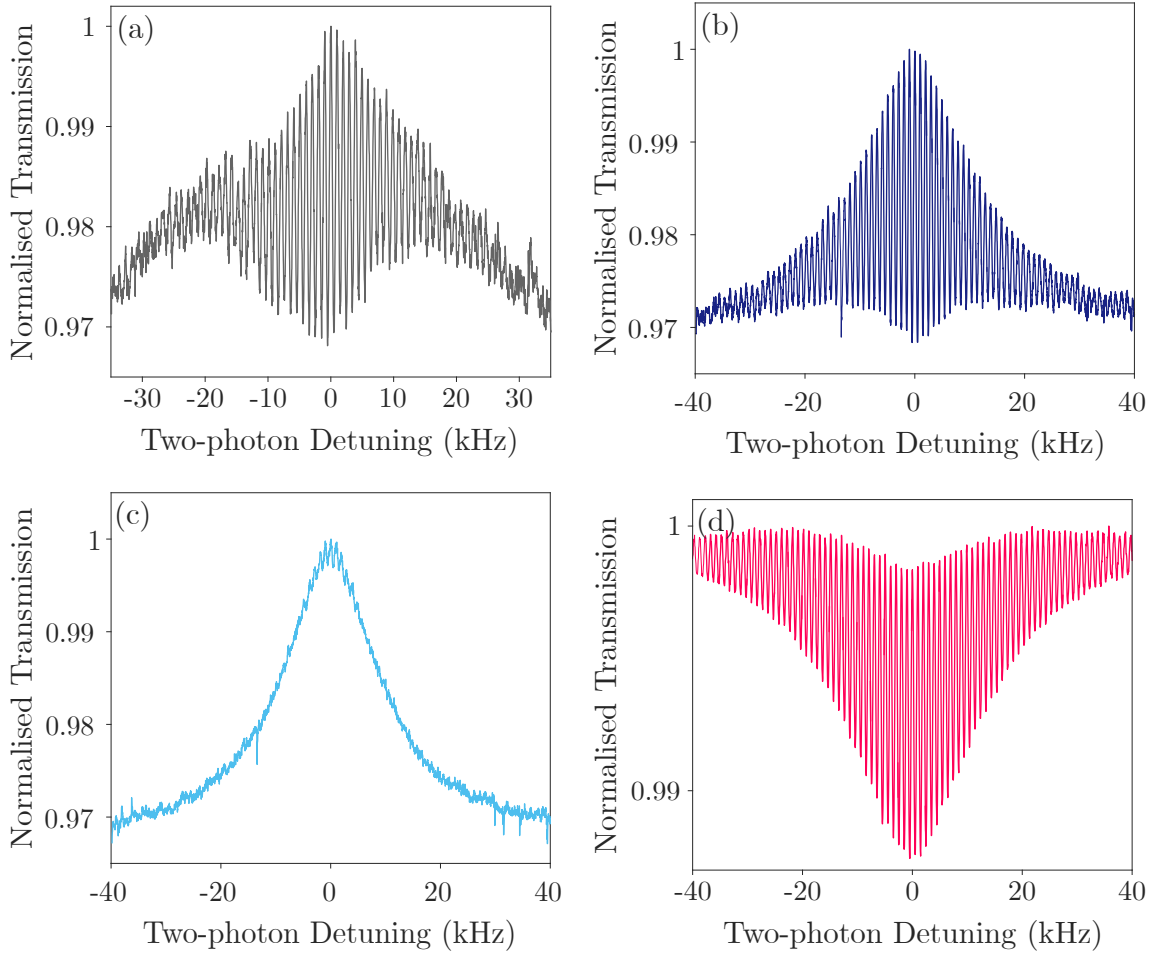 (a)
1
0.99
0.98
0.97
Normalised Transmission
-30 -20 -10 0 10 20 30
Two-photon Detuning (kHz)
(b)
1
0.99
0.98
0.97
Normalised Transmission
-40 -20 0 20 40
Two-photon Detuning (kHz)
(c)
1
0.99
0.98
0.97
Normalised Transmission
-40 -20 0 20 40
Two-photon Detuning (kHz)
(d)
1
0.99
Normalised Transmission
-40 -20 0 20 40
Two-photon Detuning (kHz)